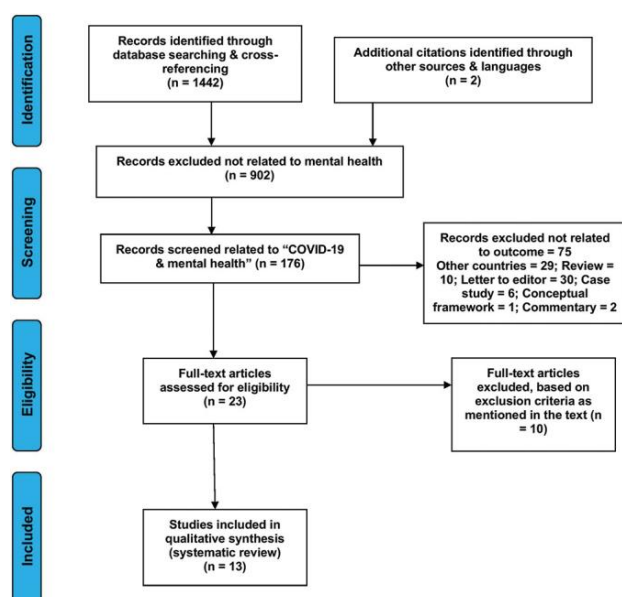 Identification
Records identified through
database searching & cross-
referencing
(n = 1442)
Additional citations identified through
other sources & languages
(n = 2)
Records excluded not related to mental health
(n = 902)
Screening
Records screened related to “COVID-19
& mental health” (n = 176)
Records excluded not related
to outcome = 75
Other countries = 29; Review =
10; Letter to editor = 30; Case
study = 6; Conceptual
framework = 1; Commentary = 2
Eligibility
Full-text articles
assessed for eligibility
(n = 23)
Full-text articles
excluded, based on
exclusion criteria as
mentioned in the text (n
= 10)
Included
Studies included in
qualitative synthesis
(systematic review)
(n = 13)